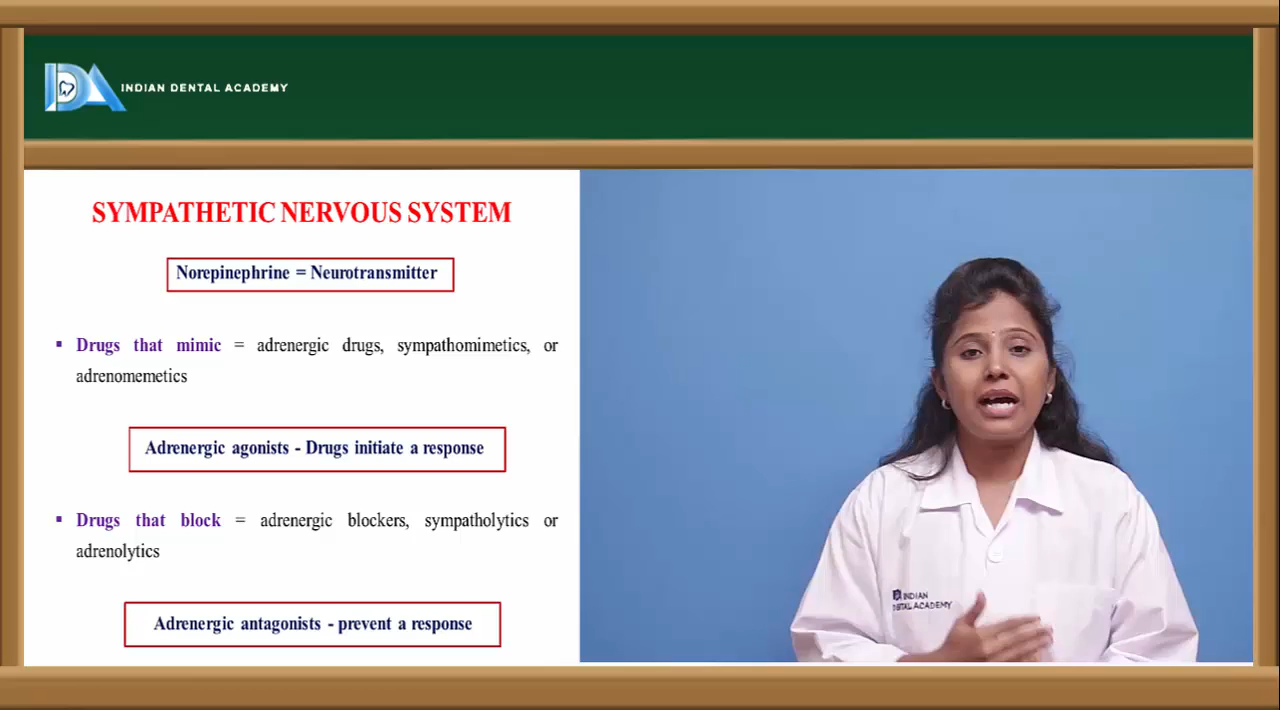 INDIAN DENTAL ACADEMY
SYMPATHETIC NERVOUS SYSTEM
Norepinephrine = Neurotransmitter
▪ Drugs that mimic = adrenergic drugs, sympathomimetics, or
adrenomemetics
Adrenergic agonists - Drugs initiate a response
▪ Drugs that block = adrenergic blockers, sympatholytics or
adrenolytics
Adrenergic antagonists - prevent a response
INDIAN
DENTAL ACADEMY